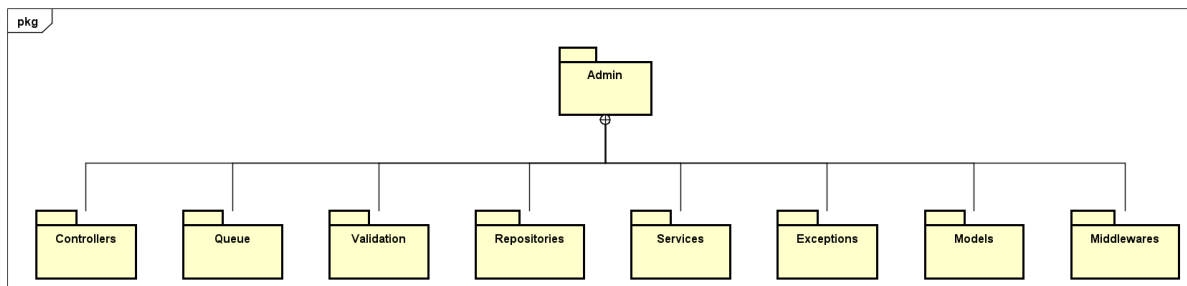 pkg
Admin
Controllers
Queue
Validation
Repositories
Services
Exceptions
Models
Middlewares